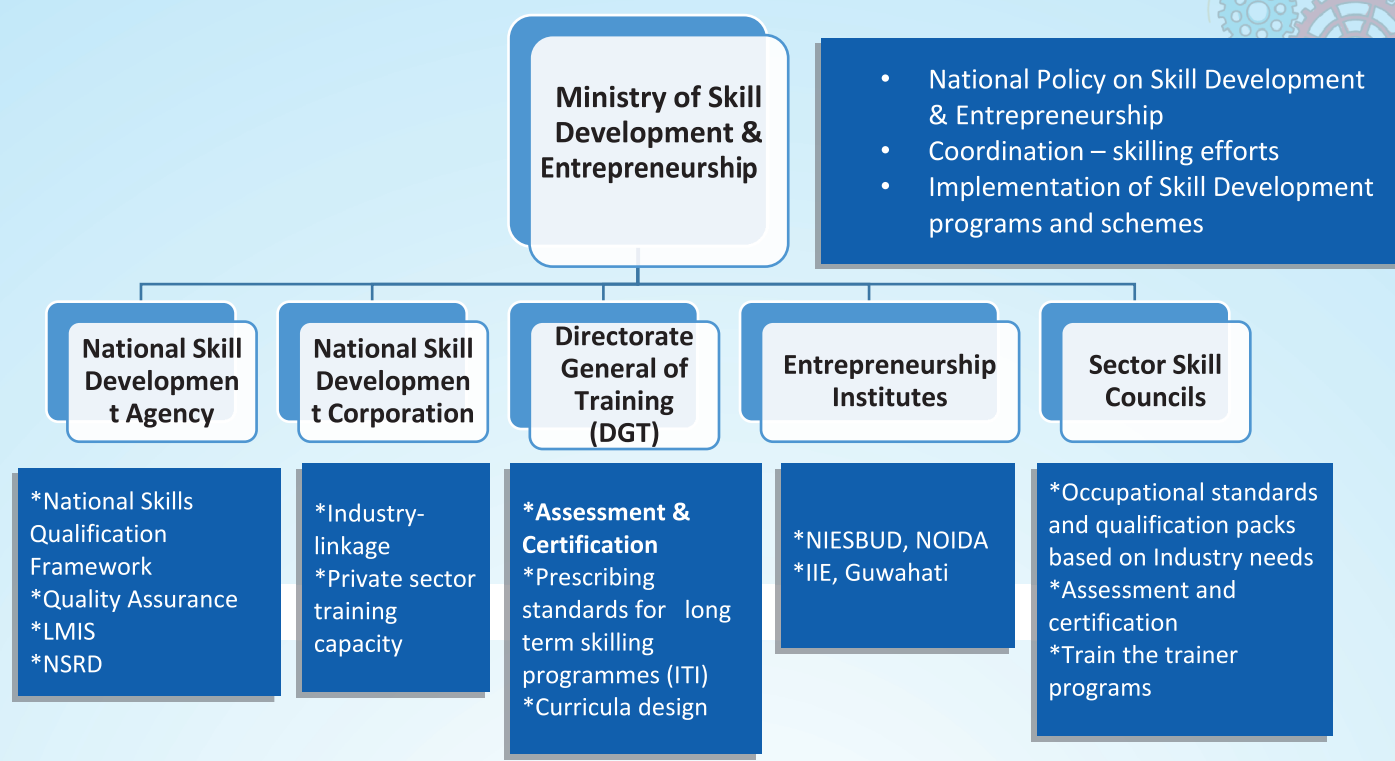 Ministry of Skill
Development &
Entrepreneurship
• National Policy on Skill Development
& Entrepreneurship
• Coordination – skilling efforts
• Implementation of Skill Development
programs and schemes
National Skill
Developmen
t Agency
National Skill
Developmen
t Corporation
Directorate
General of
Training
(DGT)
Entrepreneurship
Institutes
Sector Skill
Councils
*National Skills
Qualification
Framework
*Quality Assurance
*LMIS
*NSRD
*Industry-
linkage
*Private sector
training
capacity
*Assessment &
Certification
*Prescribing
standards for long
term skilling
programmes (ITI)
*Curricula design
*NIESBUD, NOIDA
*IIE, Guwahati
*Occupational standards
and qualification packs
based on Industry needs
*Assessment and
certification
*Train the trainer
programs